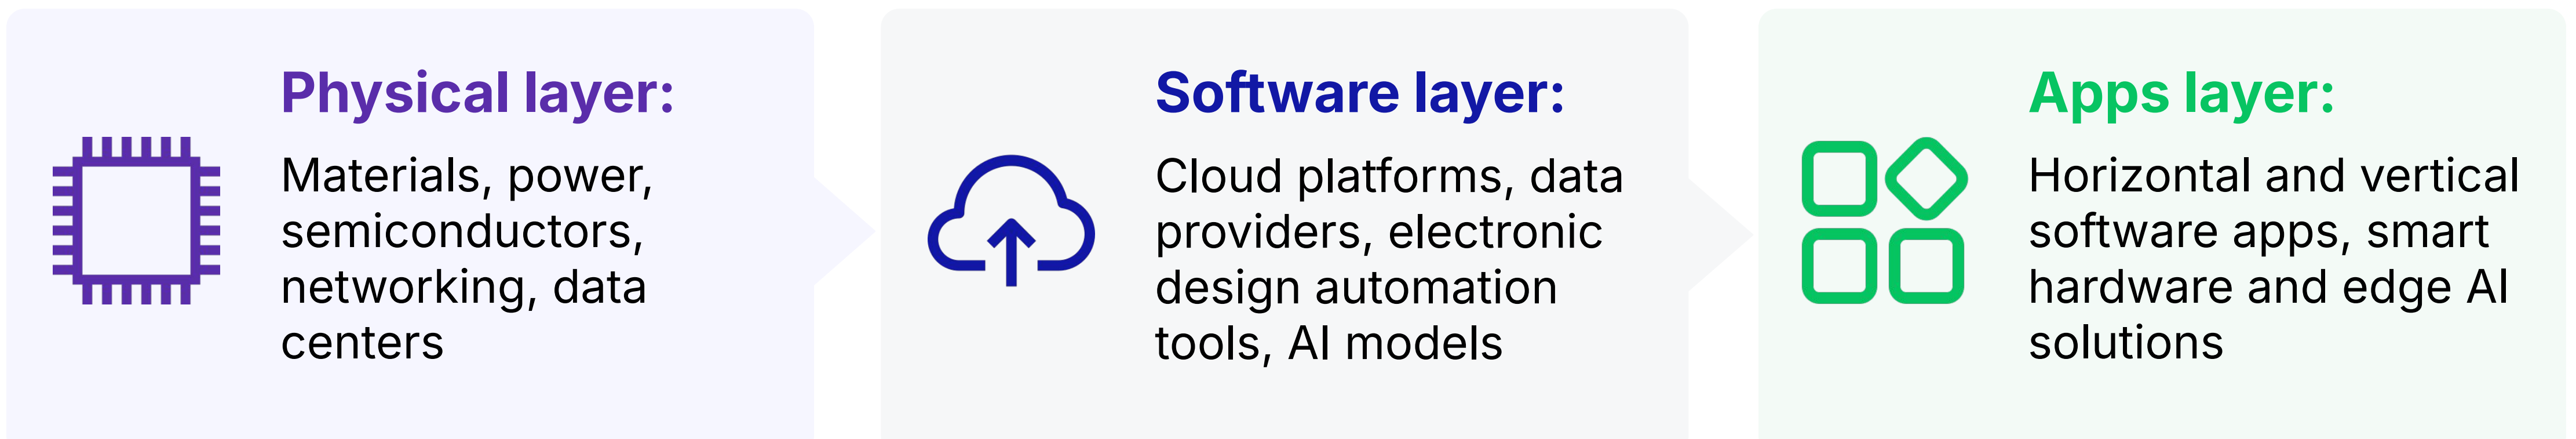 Physical layer:
Materials, power,
semiconductors,
networking, data
centers
Software layer:
Cloud platforms, data
providers, electronic
design automation
tools, AI models
Apps layer:
Horizontal and vertical
software apps, smart
hardware and edge AI
solutions